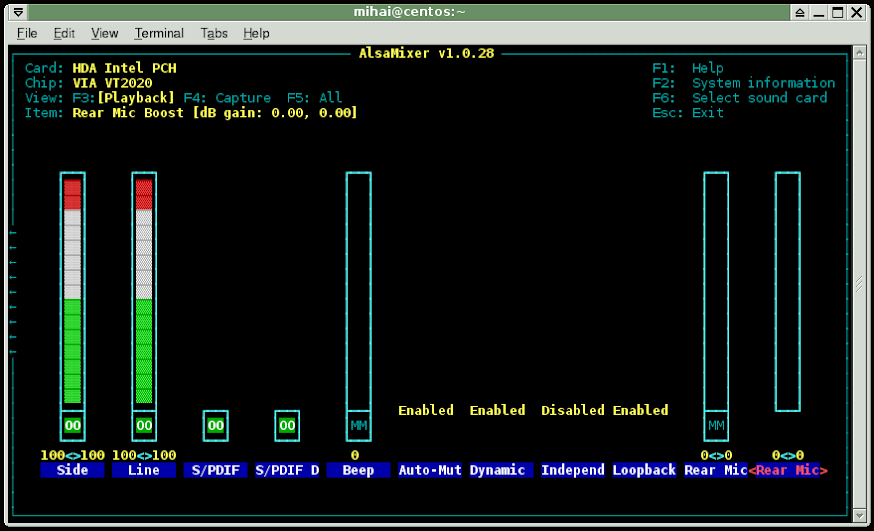 mihai@centos:~
File Edit View Terminal Tabs Help
AlsaMixer v1.0.28
Card: HDA Intel PCH F1: Help
Chip: VIA VT2020 F2: System information
View: F3:[Playback] F4: Capture F5: All F6: Select sound card
Item: Rear Mic Boost [dB gain: 0.00, 0.00] Esc: Exit
Enabled Enabled Disabled Enabled
OO OO OO OO MM MM
100<>100 100<>100 0 0<>0 0<>0
Side Line S/PDIF S/PDIF D Beep Auto-Mut Dynamic Independ Loopback Rear Mic <Rear Mic>